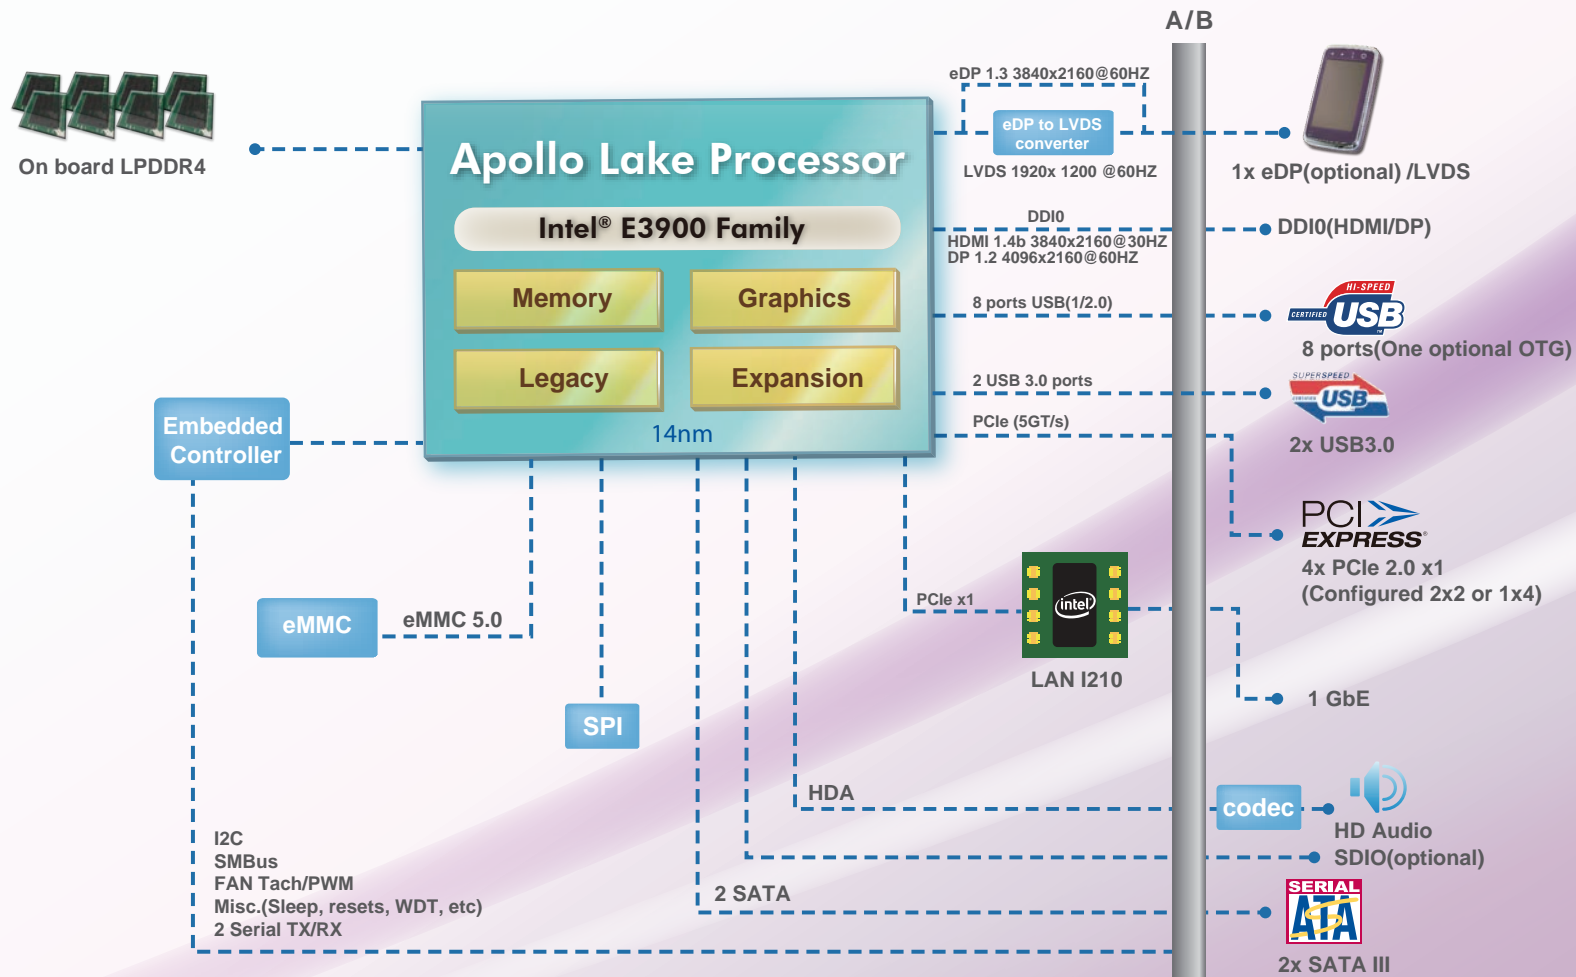 A/B
eDP 1.3 3840x2160@60HZ
eDP to LVDS
converter
LVDS 1920x 1200 @60HZ
1x eDP(optional) /LVDS
On board LPDDR4
Apollo Lake Processor
Intel® E3900 Family
Memory
Graphics
Legacy
Expansion
14nm
DDI0
HDMI 1.4b 3840x2160@30HZ
DP 1.2 4096x2160@60HZ
DDI0(HDMI/DP)
8 ports USB(1/2.0)
HI-SPEED
CERTIFIED USB™
8 ports(One optional OTG)
2 USB 3.0 ports
SUPERSPEED
CERTIFIED USB
2x USB3.0
PCIe (5GT/s)
PCI
EXPRESS®
4x PCIe 2.0 x1
(Configured 2x2 or 1x4)
Embedded
Controller
eMMC
eMMC 5.0
SPI
PCIe x1
intel
LAN I210
1 GbE
HDA
codec
HD Audio
SDIO(optional)
I2C
SMBus
FAN Tach/PWM
Misc.(Sleep, resets, WDT, etc)
2 Serial TX/RX
2 SATA
SERIAL
ATA
2x SATA III